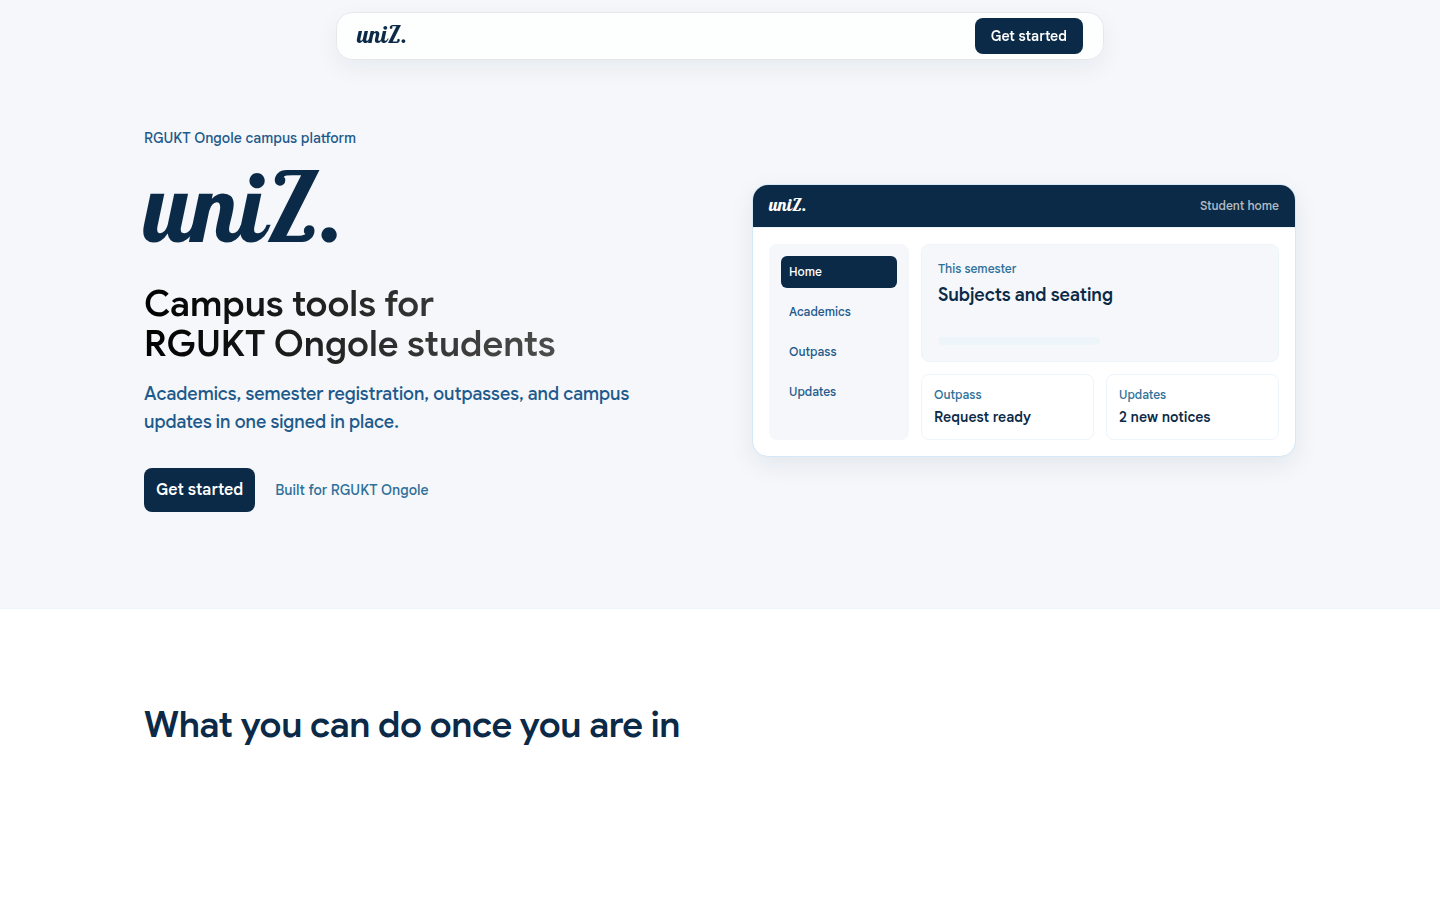 uniZ.
Get started
RGUKT Ongole campus platform
uniZ.
Campus tools for
RGUKT Ongole students
Academics, semester registration, outpasses, and campus
updates in one signed in place.
Get started
Built for RGUKT Ongole
uniZ.
Student home
Home
Academics
Outpass
Updates
This semester
Subjects and seating
Outpass
Request ready
Updates
2 new notices
What you can do once you are in